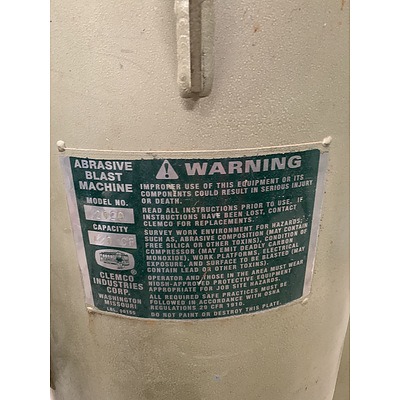 ABRASIVE
BLAST
MACHINE
MODEL NO.
CAPACITY
CLEMCO
INDUSTRIES
CORP.
WASHINGTON
MISSOURI
⚠ WARNING
IMPROPER USE OF THIS EQUIPMENT OR ITS
COMPONENTS COULD RESULT IN SERIOUS INJURY
OR DEATH.
READ ALL INSTRUCTIONS PRIOR TO USE. IF
INSTRUCTIONS HAVE BEEN LOST, CONTACT
CLEMCO FOR REPLACEMENTS.
SURVEY WORK ENVIRONMENT FOR HAZARDS;
SUCH AS, ABRASIVE COMPOSITION (MAY CONTAIN
FREE SILICA OR OTHER TOXINS), AIR
COMPRESSOR (MAY EMIT DEADLY CARBON
MONOXIDE), WORK PLATFORMS, ELECTRICAL
EXPOSURE, AND SURFACE TO BE BLASTED (MAY
CONTAIN LEAD OR OTHER TOXINS).
OPERATOR AND THOSE IN THE AREA MUST WEAR
NIOSH-APPROVED PROTECTIVE EQUIPMENT
APPROPRIATE FOR JOB SITE HAZARD.
ALL REQUIRED SAFE PRACTICES MUST BE
FOLLOWED IN ACCORDANCE WITH OSHA
REGULATIONS 29 CFR 1910.
DO NOT PAINT OR DESTROY THIS PLATE.